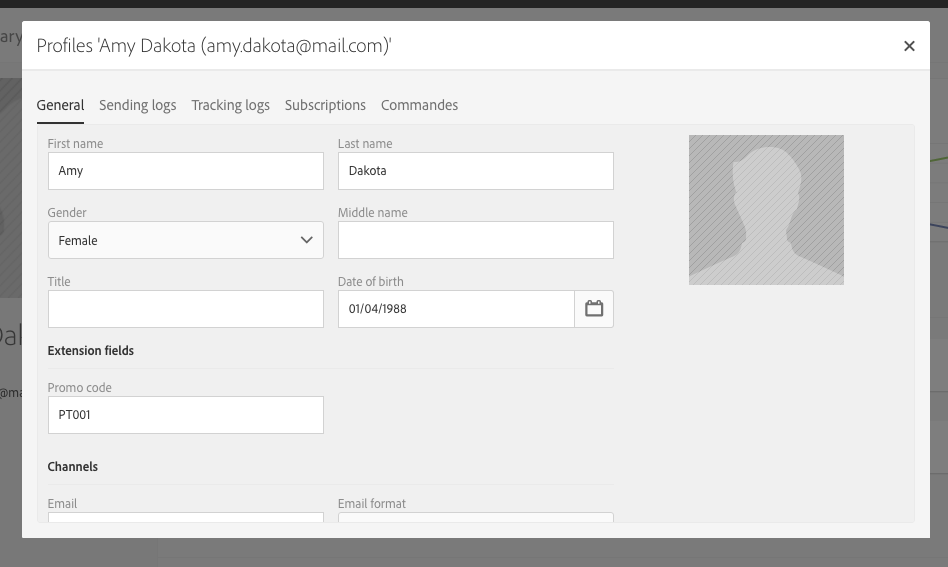 ary
Profiles 'Amy Dakota (amy.dakota@mail.com)'
General Sending logs Tracking logs Subscriptions Commandes
First name Last name
Amy Dakota
Gender Middle name
Female
Title Date of birth
01/04/1988
Extension fields
Promo code
PT001
Channels
Email Email format